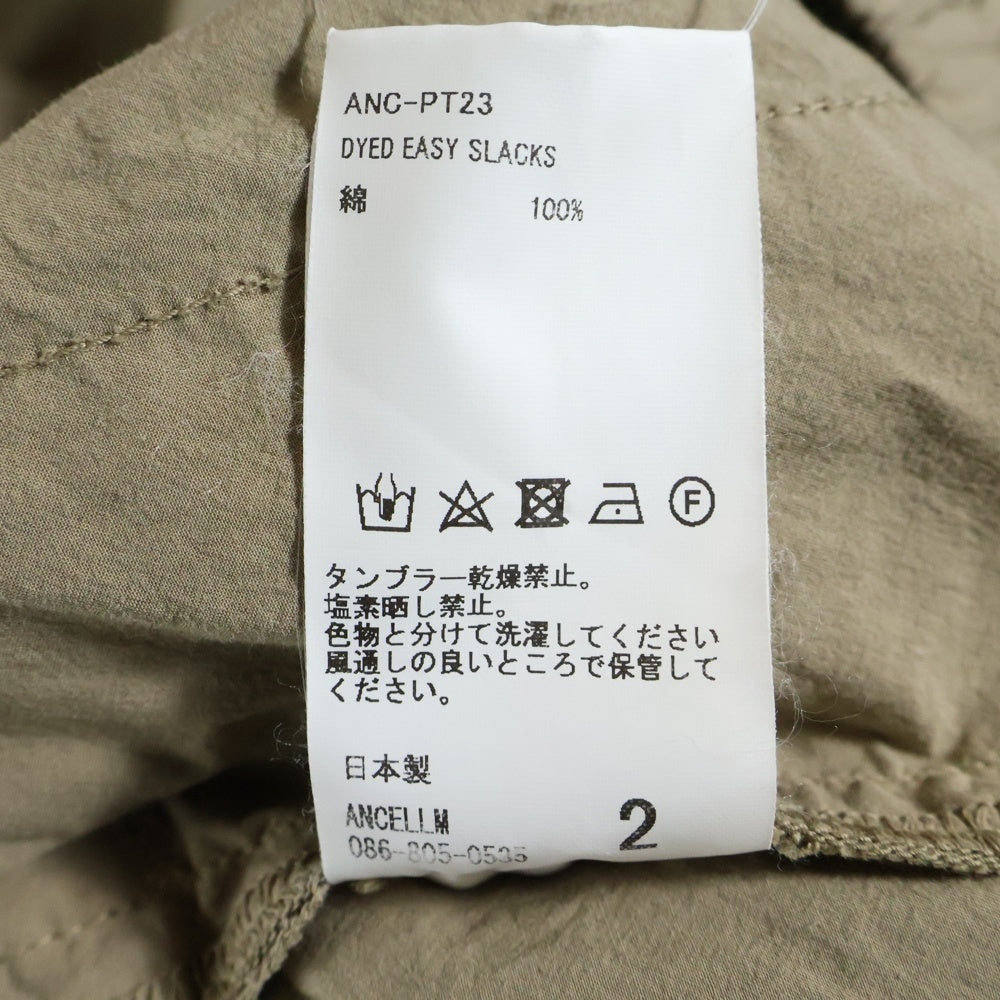 ANC-PT23
DYED EASY SLACKS
綿 100%
F
タンブラー乾燥禁止。
塩素晒し禁止。
色物と分けて洗濯してください
風通しの良いところで保管して
ください。
日本製
ANCELLM 2
086-805-0535